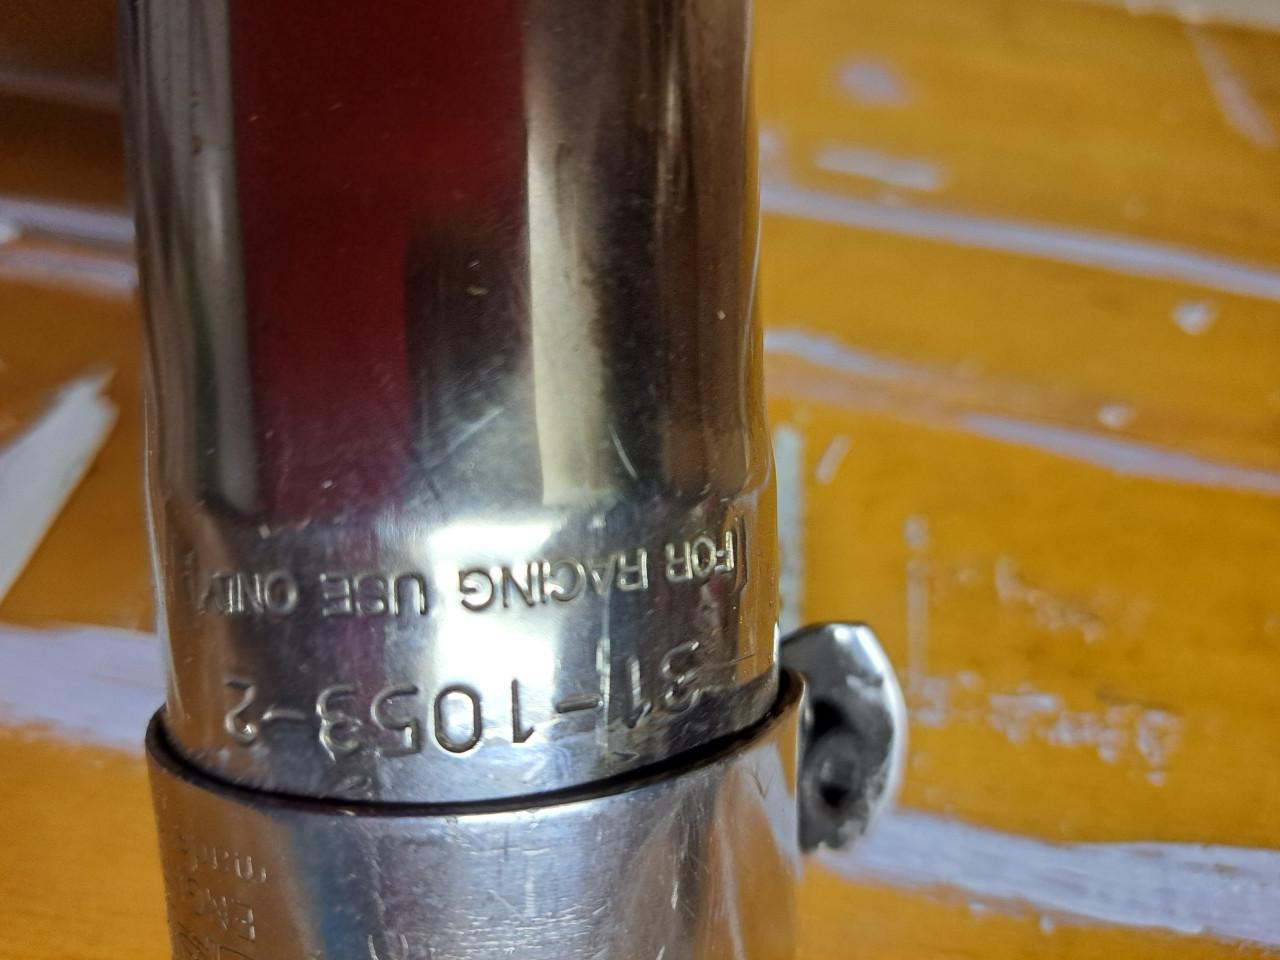 [FOR RACING USE ONLY]
31-1053-2